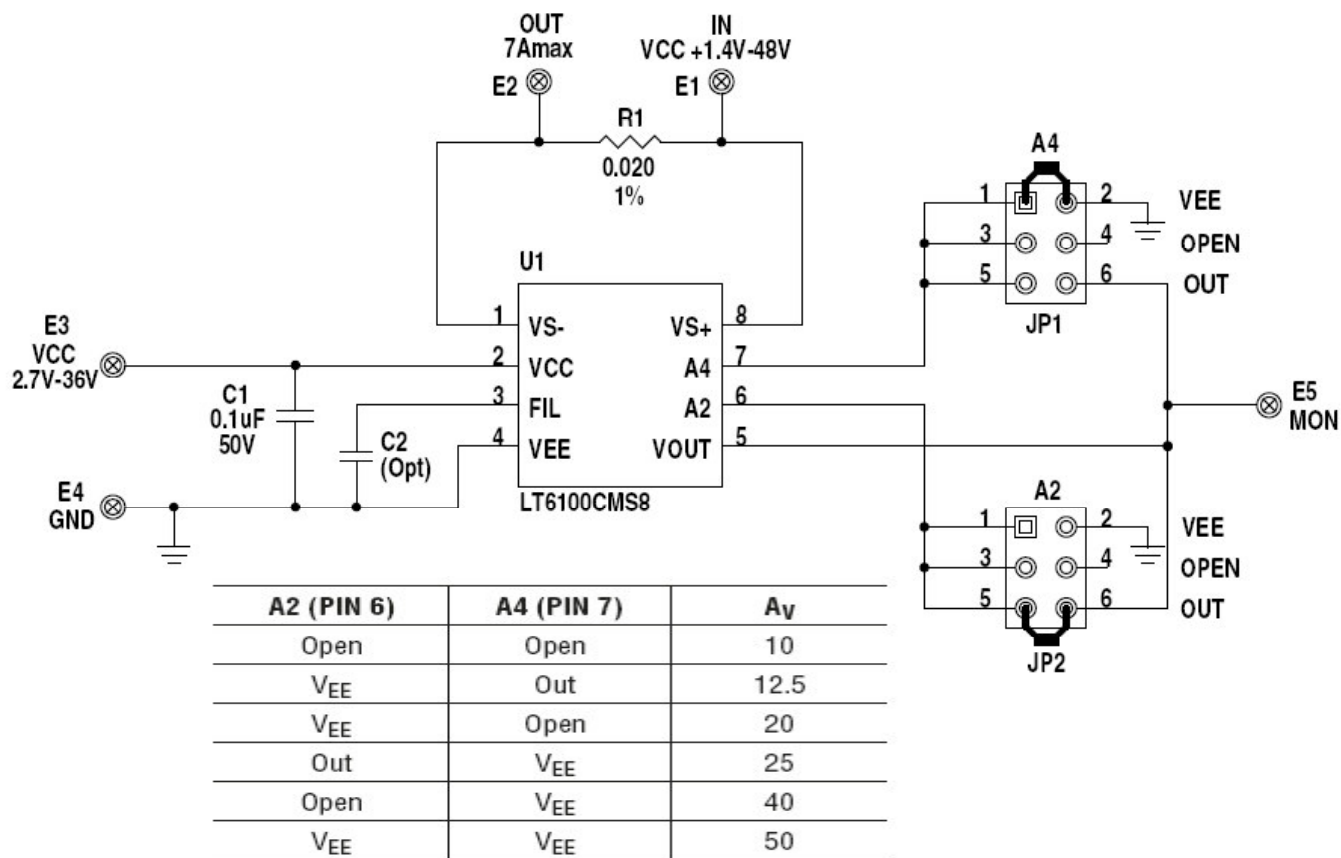 OUT
7Amax
E2
IN
VCC +1.4V-48V
E1
R1
0.020
1%
A4
1 2 VEE
3 4 OPEN
5 6 OUT
JP1
U1
1 VS- VS+ 8
2 VCC A4 7
3 FIL A2 6
4 VEE VOUT 5
LT6100CMS8
E3
VCC
2.7V-36V
C1
0.1uF
50V
C2
(Opt)
E4
GND
E5
MON
A2
1 2 VEE
3 4 OPEN
5 6 OUT
JP2
A2 (PIN 6) A4 (PIN 7) AV
Open Open 10
VEE Out 12.5
VEE Open 20
Out VEE 25
Open VEE 40
VEE VEE 50